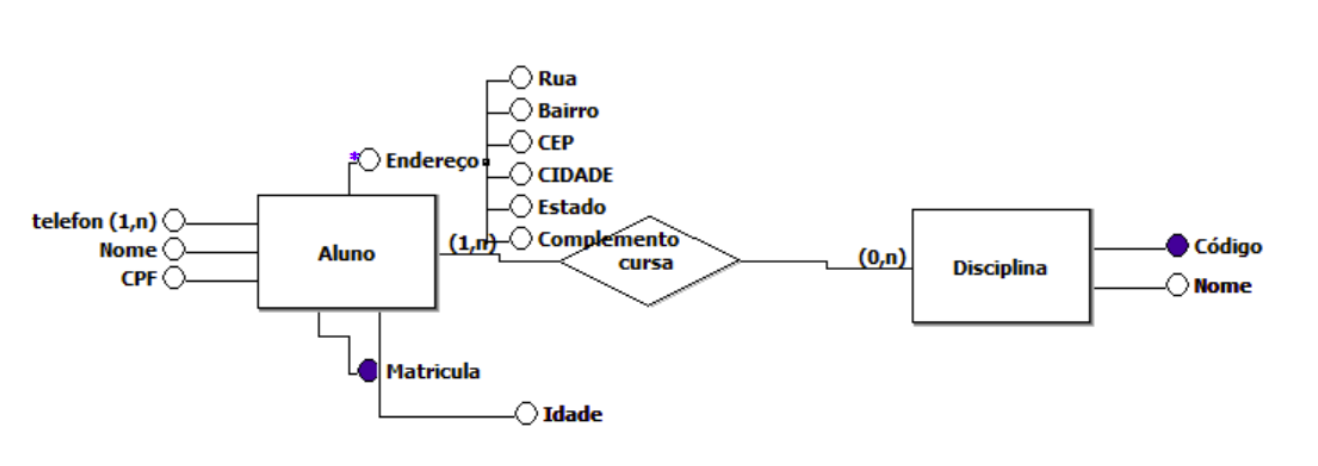 Rua
Bairro
CEP
* Endereço
CIDADE
Estado
telefon (1,n)
Nome
CPF
Aluno
(1,n)
Complemento
cursa
(0,n)
Disciplina
Código
Nome
Matricula
Idade